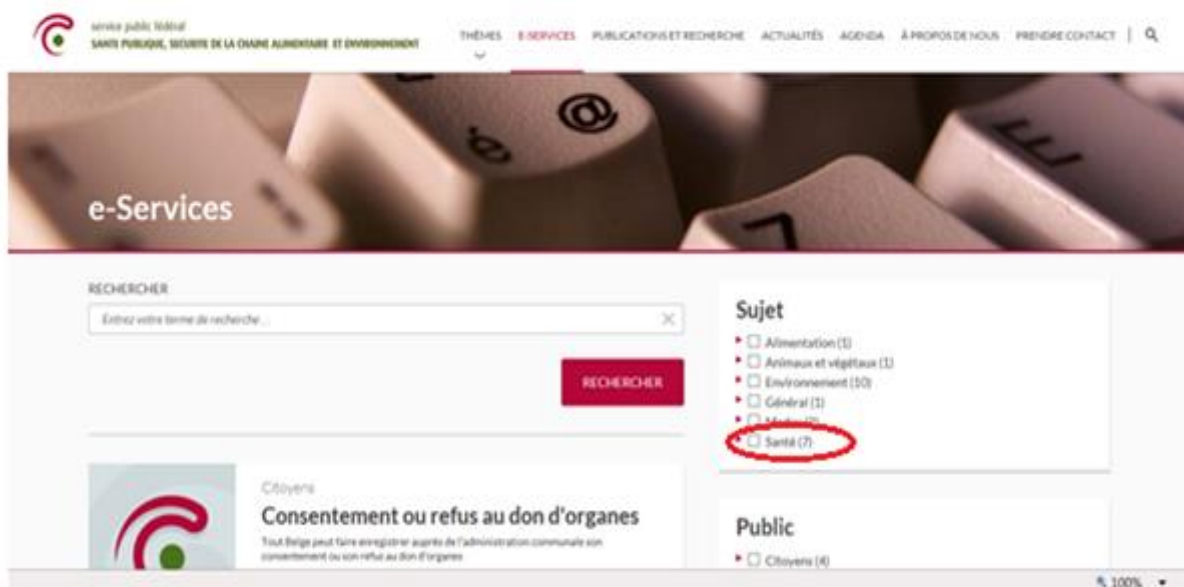 service public fédéral
SANTE PUBLIQUE, SECURITE DE LA CHAINE ALIMENTAIRE ET ENVIRONNEMENT
THÈMES E-SERVICES PUBLICATIONS ET RECHERCHE ACTUALITÉS AGENDA À PROPOS DE NOUS PRENDRE CONTACT
e-Services
RECHERCHER
Entrez votre terme de recherche...
RECHERCHER
Citoyens
Consentement ou refus au don d'organes
Tout Belge peut faire enregistrer auprès de l'administration communale son
consentement ou son refus au don d'organes
Sujet
Alimentation (1)
Animaux et végétaux (1)
Environnement (10)
Général (1)
Santé (7)
Public
Citoyens (4)
100%